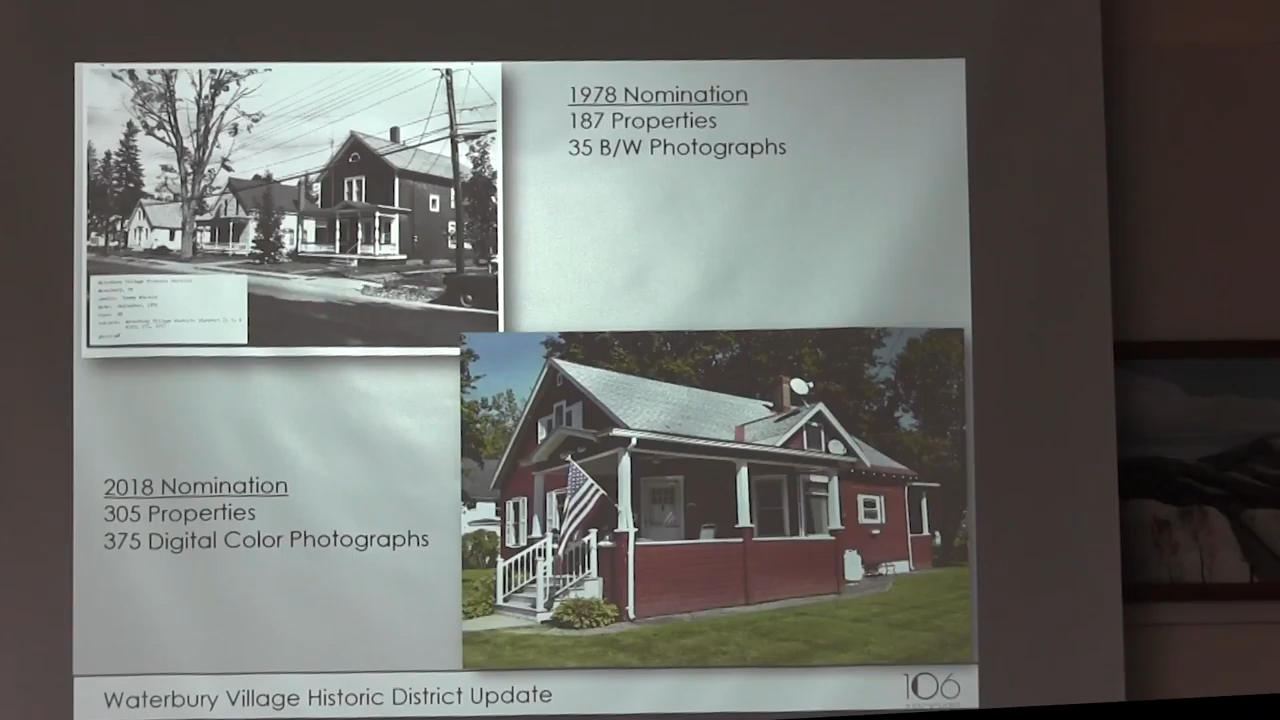 1978 Nomination
187 Properties
35 B/W Photographs
2018 Nomination
305 Properties
375 Digital Color Photographs
Waterbury Village Historic District Update
106